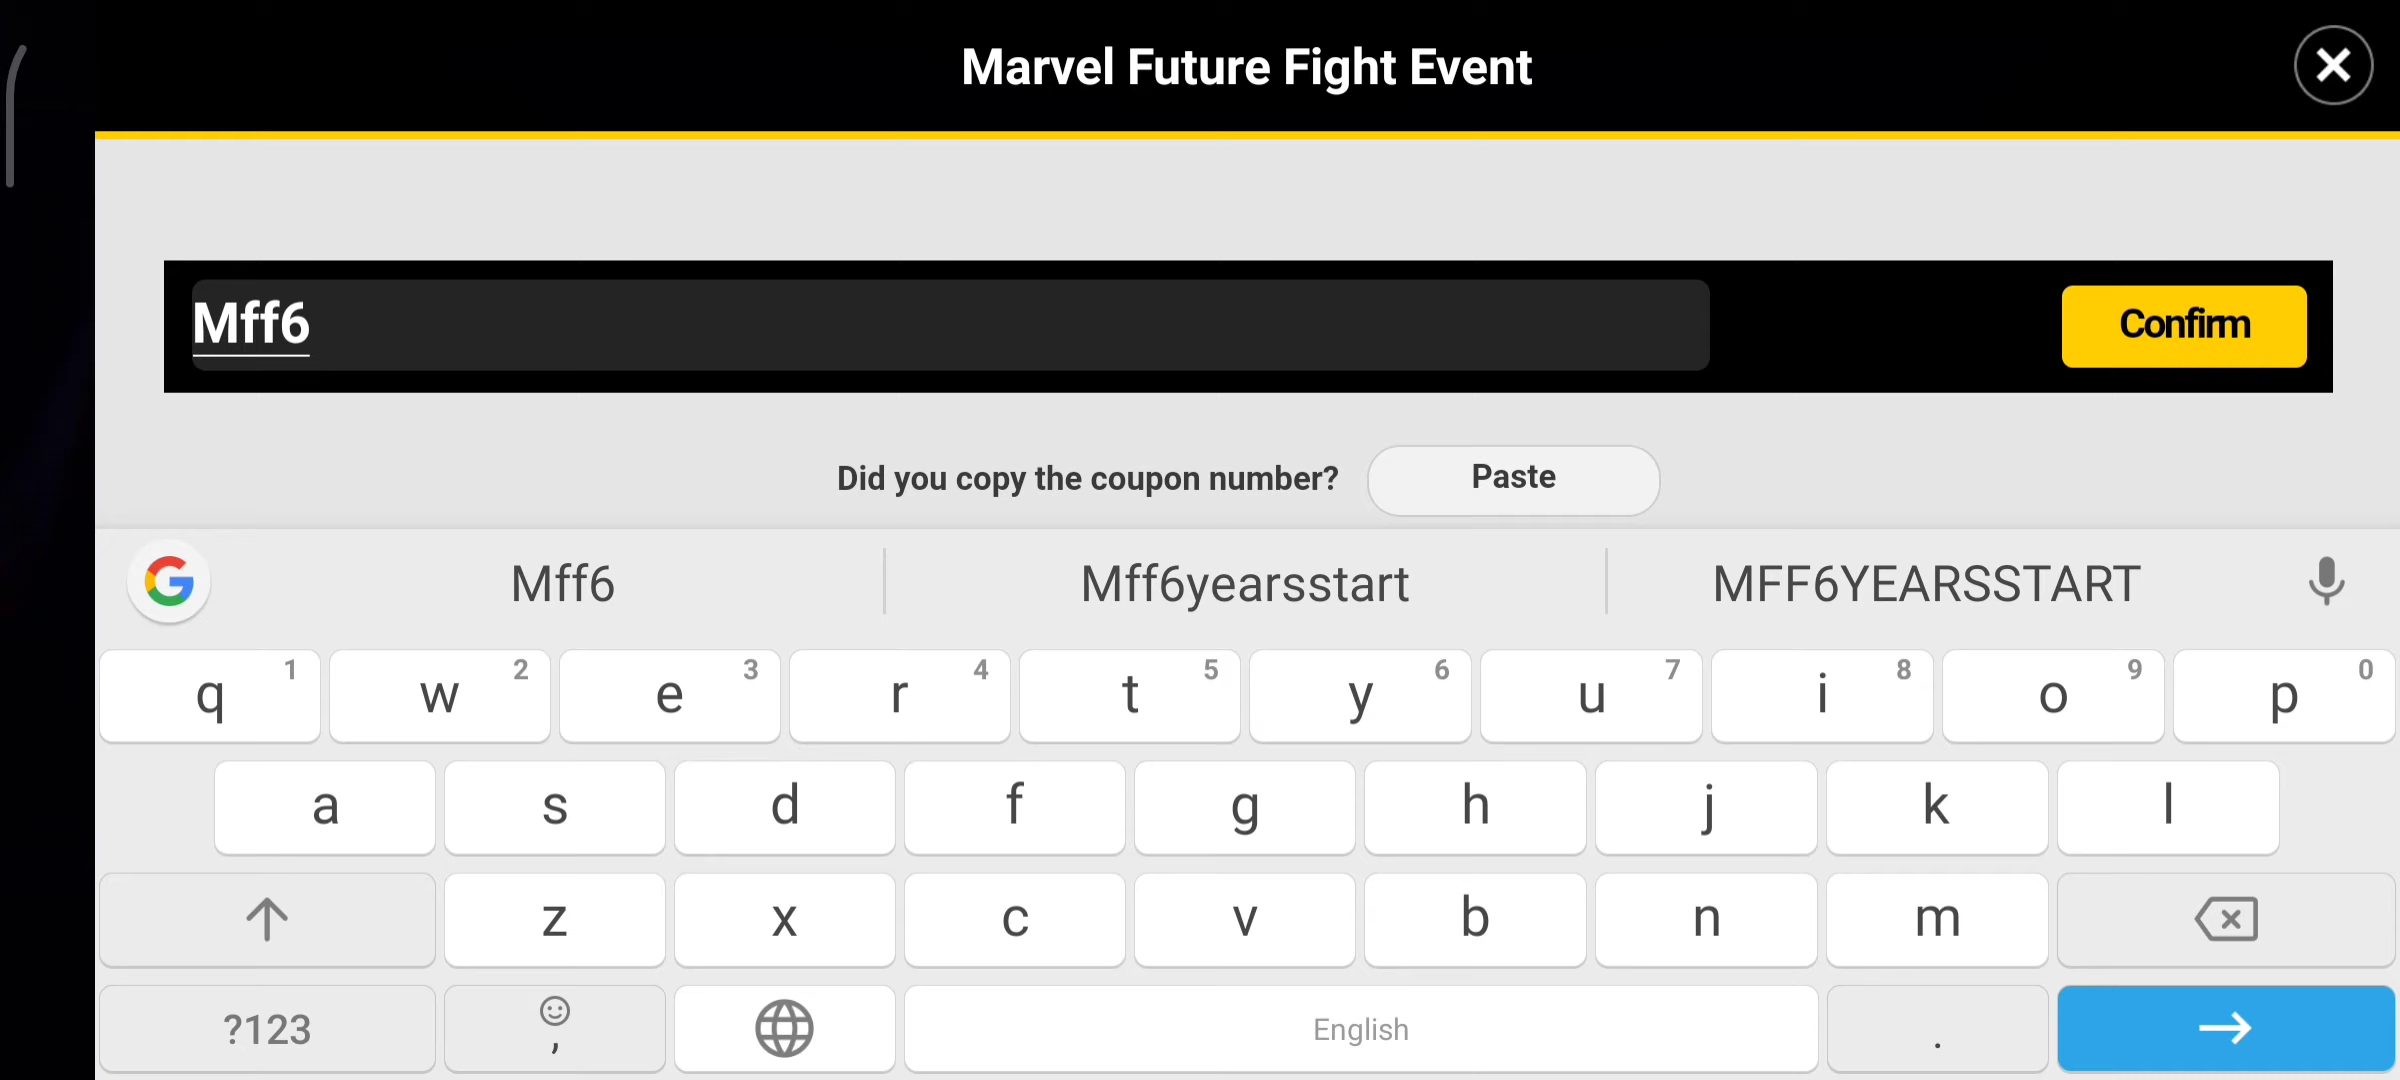 Marvel Future Fight Event
Mff6
Confirm
Did you copy the coupon number? Paste
Mff6 Mff6yearsstart MFF6YEARSSTART
q 1 w 2 e 3 r 4 t 5 y 6 u 7 i 8 o 9 p 0
a s d f g h j k l
z x c v b n m
?123 , English .